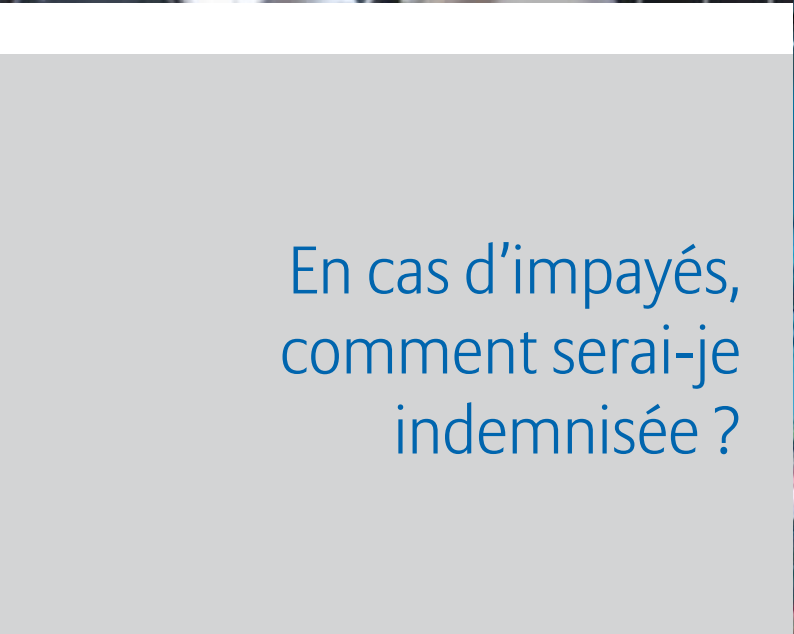 En cas d’impayés,
comment serai-je
indemnisée ?